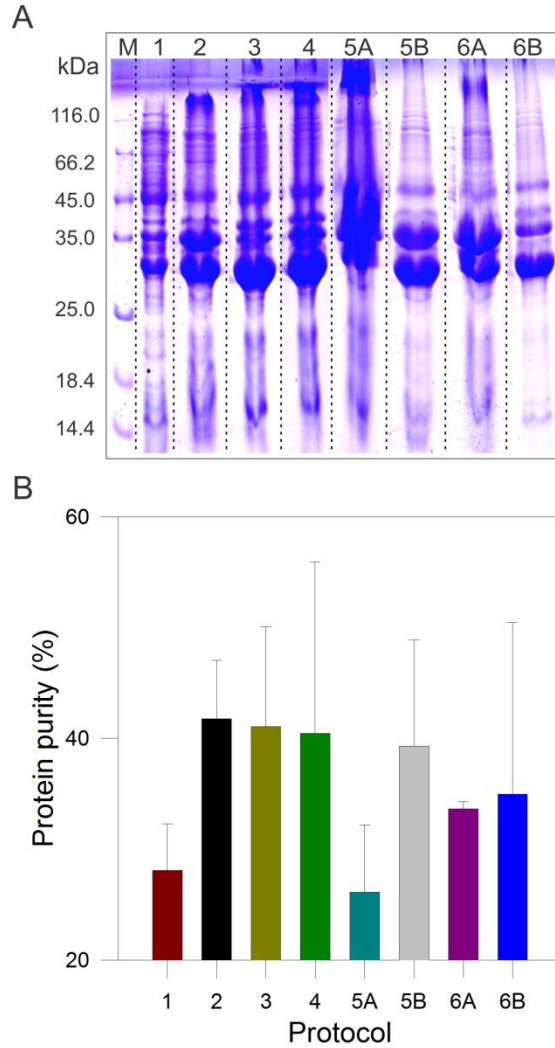 A
M 1 2 3 4 5A 5B 6A 6B
kDa
116.0
66.2
45.0
35.0
25.0
18.4
14.4
B
60
40
20
Protein purity (%)
1 2 3 4 5A 5B 6A 6B
Protocol